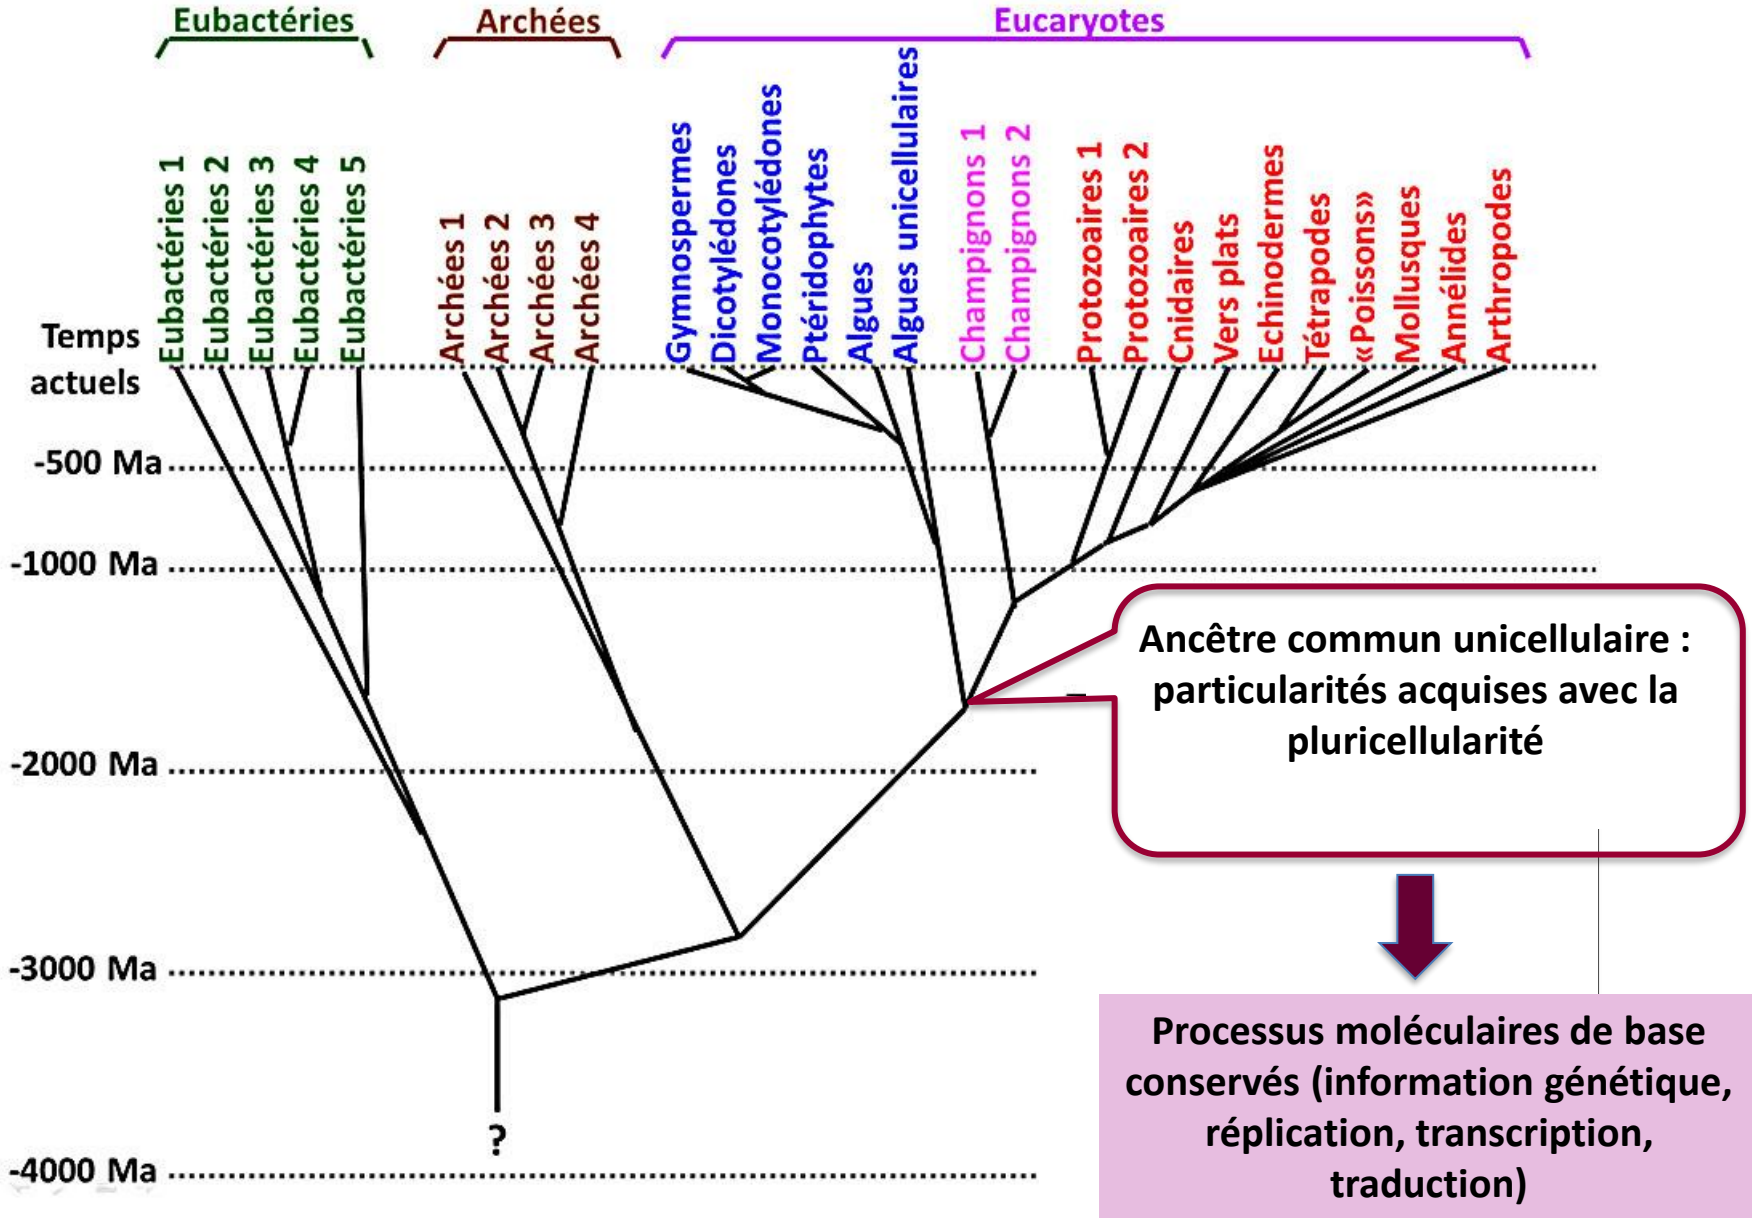 Eubactéries
Archées
Eucaryotes
Eubactéries 1
Eubactéries 2
Eubactéries 3
Eubactéries 4
Eubactéries 5
Archées 1
Archées 2
Archées 3
Archées 4
Gymnospermes
Dicotylédones
Monocotylédones
Ptéridophytes
Algues
Algues unicellulaires
Champignons 1
Champignons 2
Protozoaires 1
Protozoaires 2
Cnidaires
Vers plats
Echinodermes
Tétrapodes
«Poissons»
Mollusques
Annélides
Arthropodes
Temps
actuels
-500 Ma
-1000 Ma
Ancêtre commun unicellulaire :
particularités acquises avec la
pluricellularité
-2000 Ma
-3000 Ma
Processus moléculaires de base
conservés (information génétique,
réplication, transcription,
traduction)
?
-4000 Ma